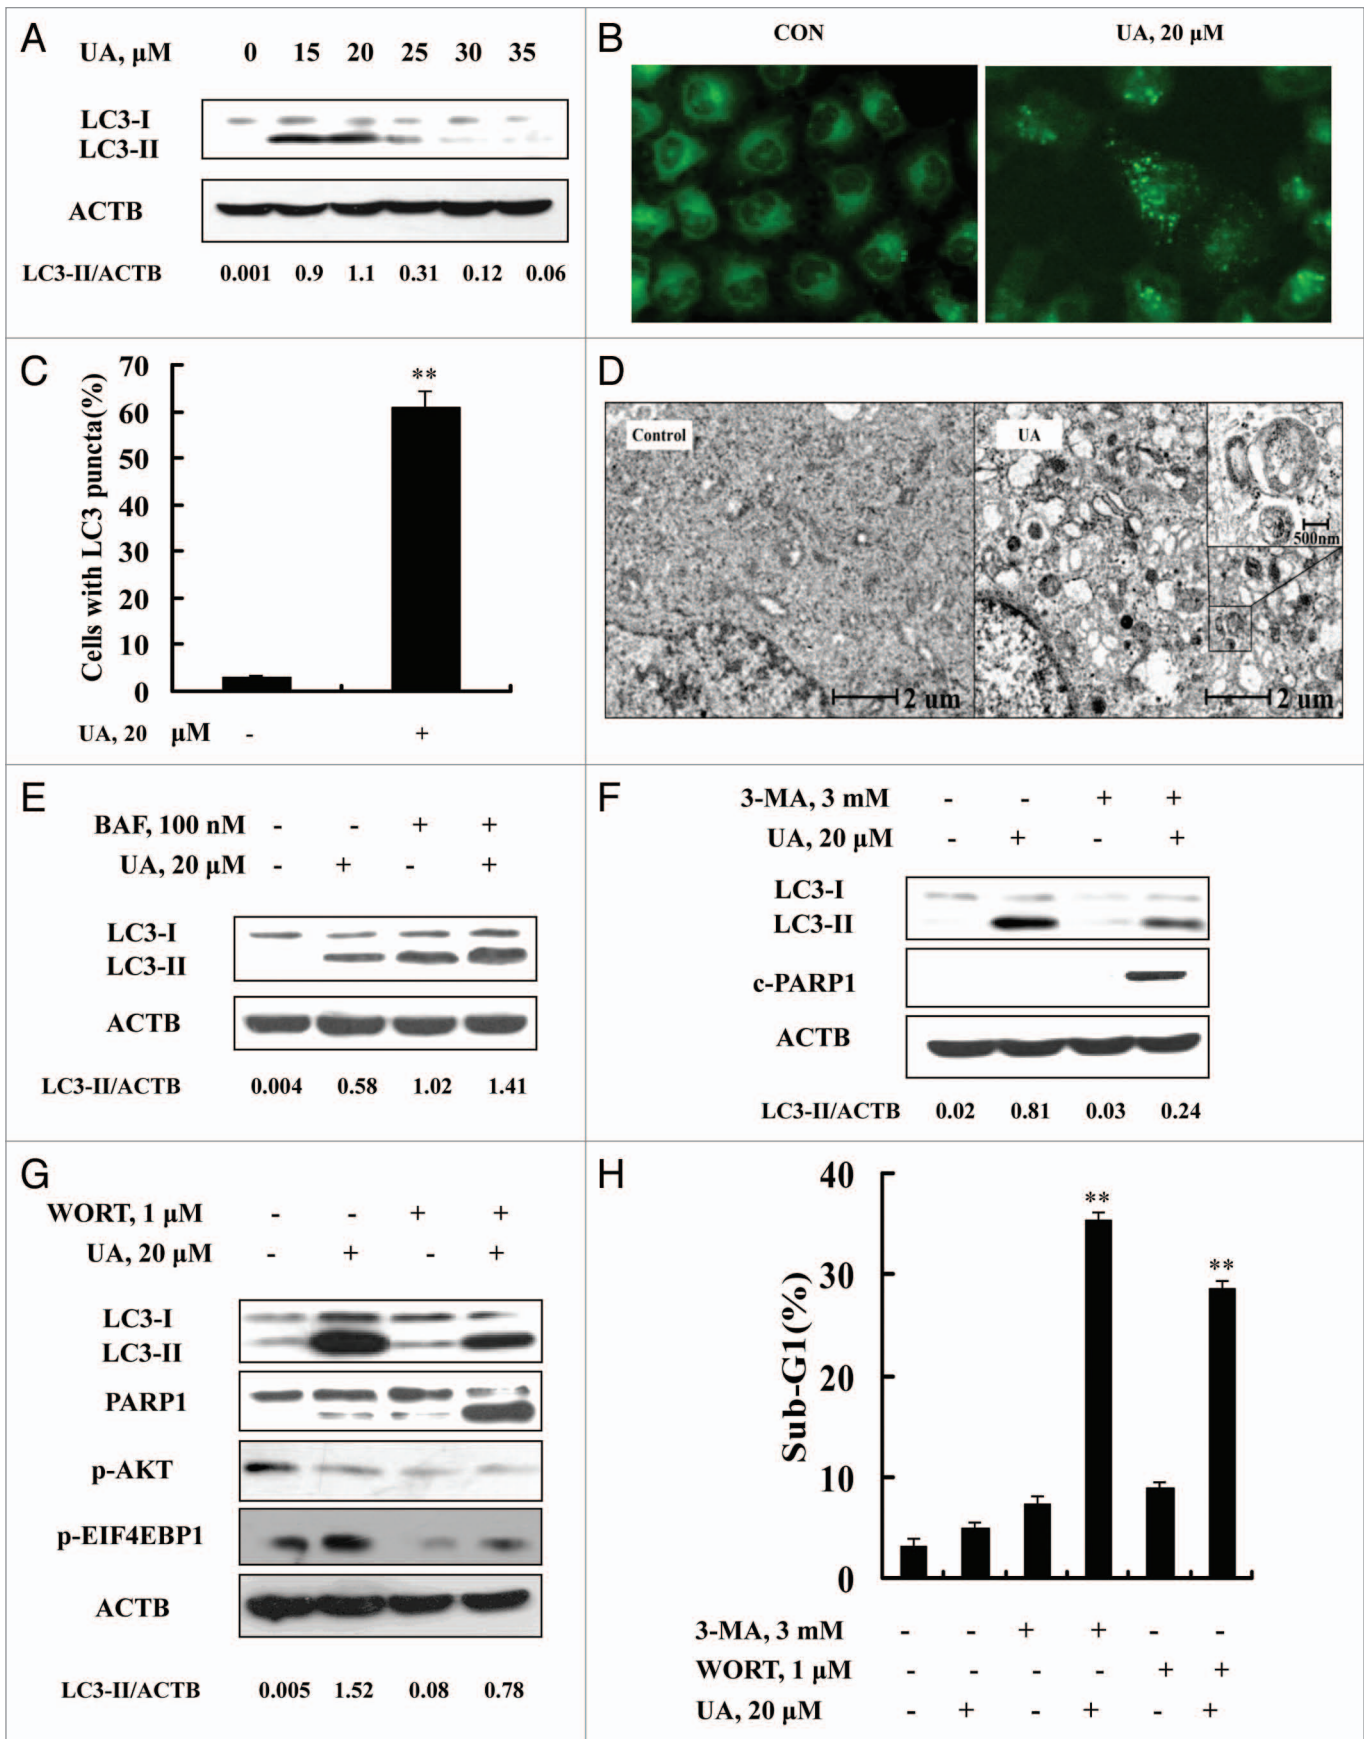 A
UA, µM 0 15 20 25 30 35
LC3-I
LC3-II
ACTB
LC3-II/ACTB 0.001 0.9 1.1 0.31 0.12 0.06
B
CON UA, 20 µM
C
Cells with LC3 puncta(%)
70
60
50
40
30
20
10
0
**
UA, 20 µM - +
D
Control
2 um
UA
500nm
2 um
E
BAF, 100 nM - - + +
UA, 20 µM - + - +
LC3-I
LC3-II
ACTB
LC3-II/ACTB 0.004 0.58 1.02 1.41
F
3-MA, 3 mM - - + +
UA, 20 µM - + - +
LC3-I
LC3-II
c-PARP1
ACTB
LC3-II/ACTB 0.02 0.81 0.03 0.24
G
WORT, 1 µM - - + +
UA, 20 µM - + - +
LC3-I
LC3-II
PARP1
p-AKT
p-EIF4EBP1
ACTB
LC3-II/ACTB 0.005 1.52 0.08 0.78
H
Sub-G1(%)
40
30
20
10
0
**
**
3-MA, 3 mM - - + + - -
WORT, 1 µM - - - - + +
UA, 20 µM - + - + - +